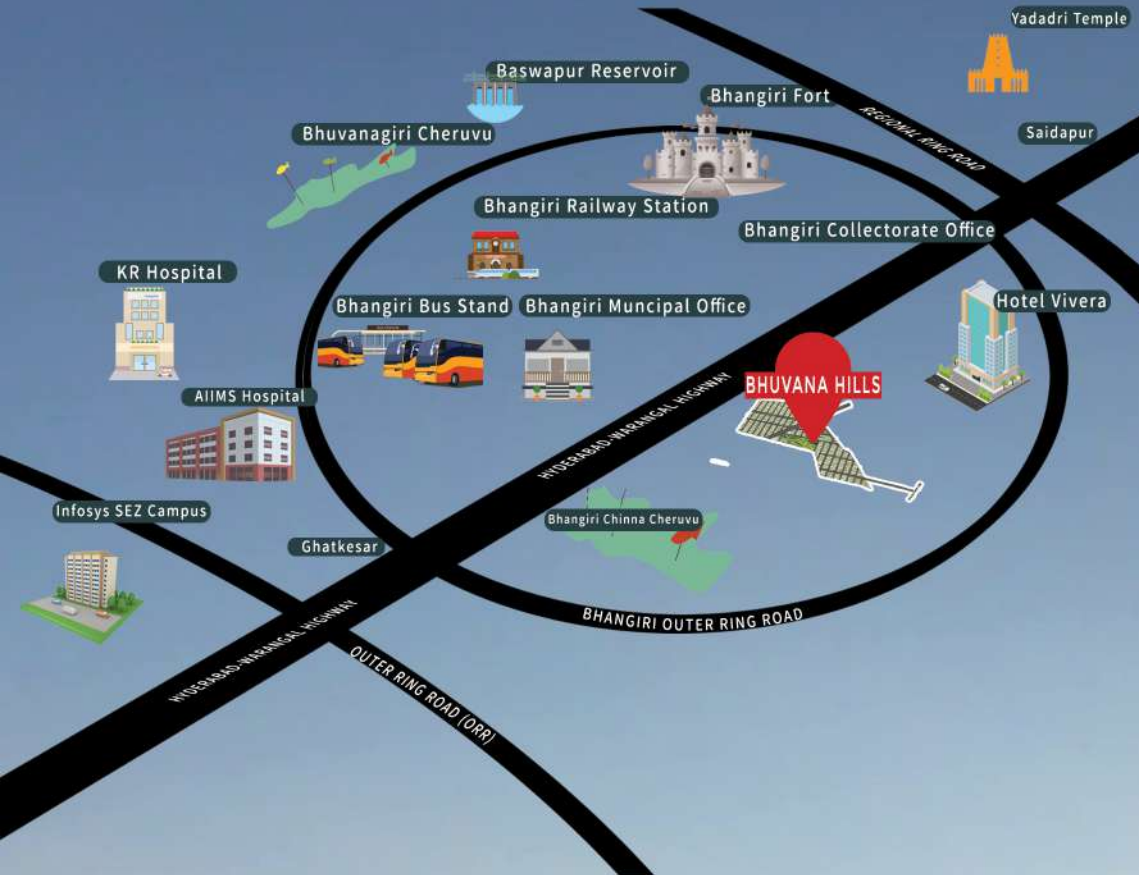 Yadadri Temple
Baswapur Reservoir
Bhangiri Fort
REGIONAL RING ROAD
Saidapur
Bhuvanagiri Cheruvu
Bhangiri Railway Station
Bhangiri Collectorate Office
KR Hospital
Bhangiri Bus Stand
Bhangiri Muncipal Office
Hotel Vivera
BHUVANA HILLS
AIIMS Hospital
HYDERABAD-WARANGAL HIGHWAY
Infosys SEZ Campus
Bhangiri Chinna Cheruvu
Ghatkesar
BHANGIRI OUTER RING ROAD
HYDERABAD-WARANGAL HIGHWAY
OUTER RING ROAD (ORR)